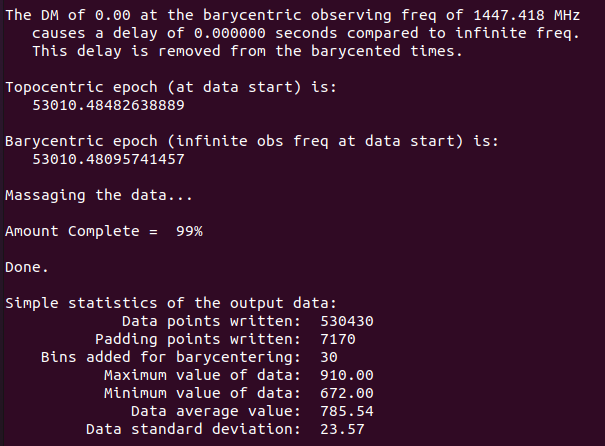 The DM of 0.00 at the barycentric observing freq of 1447.418 MHz
causes a delay of 0.000000 seconds compared to infinite freq.
This delay is removed from the barycented times.
Topocentric epoch (at data start) is:
53010.48482638889
Barycentric epoch (infinite obs freq at data start) is:
53010.48095741457
Massaging the data...
Amount Complete =  99%
Done.
Simple statistics of the output data:
Data points written:  530430
Padding points written:  7170
Bins added for barycentering:  30
Maximum value of data:  910.00
Minimum value of data:  672.00
Data average value:  785.54
Data standard deviation:  23.57